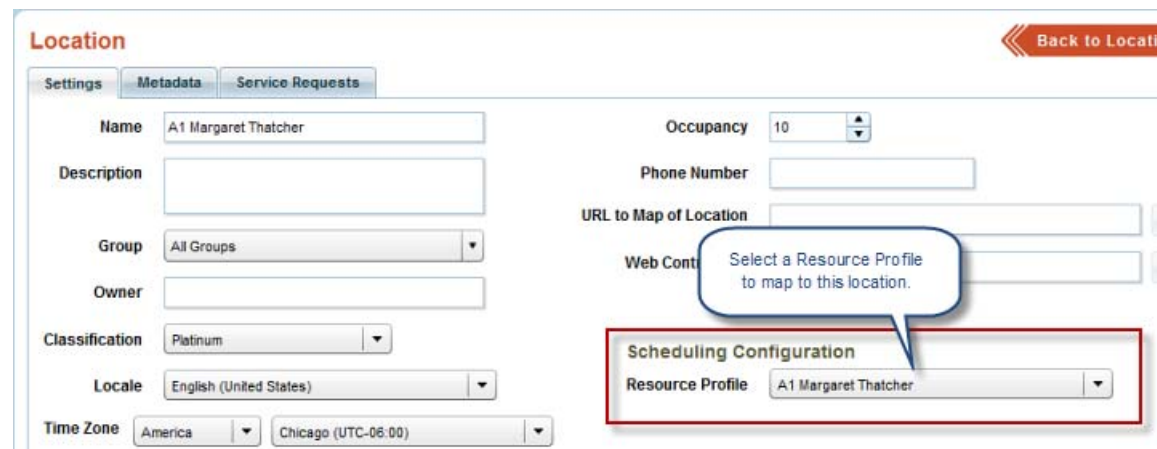 Location
Back to Locati
Settings Metadata Service Requests
Name A1 Margaret Thatcher
Occupancy 10
Description
Phone Number
URL to Map of Location
Group All Groups
Web Cont
Select a Resource Profile
to map to this location.
Owner
Classification Platinum
Scheduling Configuration
Locale English (United States)
Resource Profile A1 Margaret Thatcher
Time Zone America Chicago (UTC-06:00)